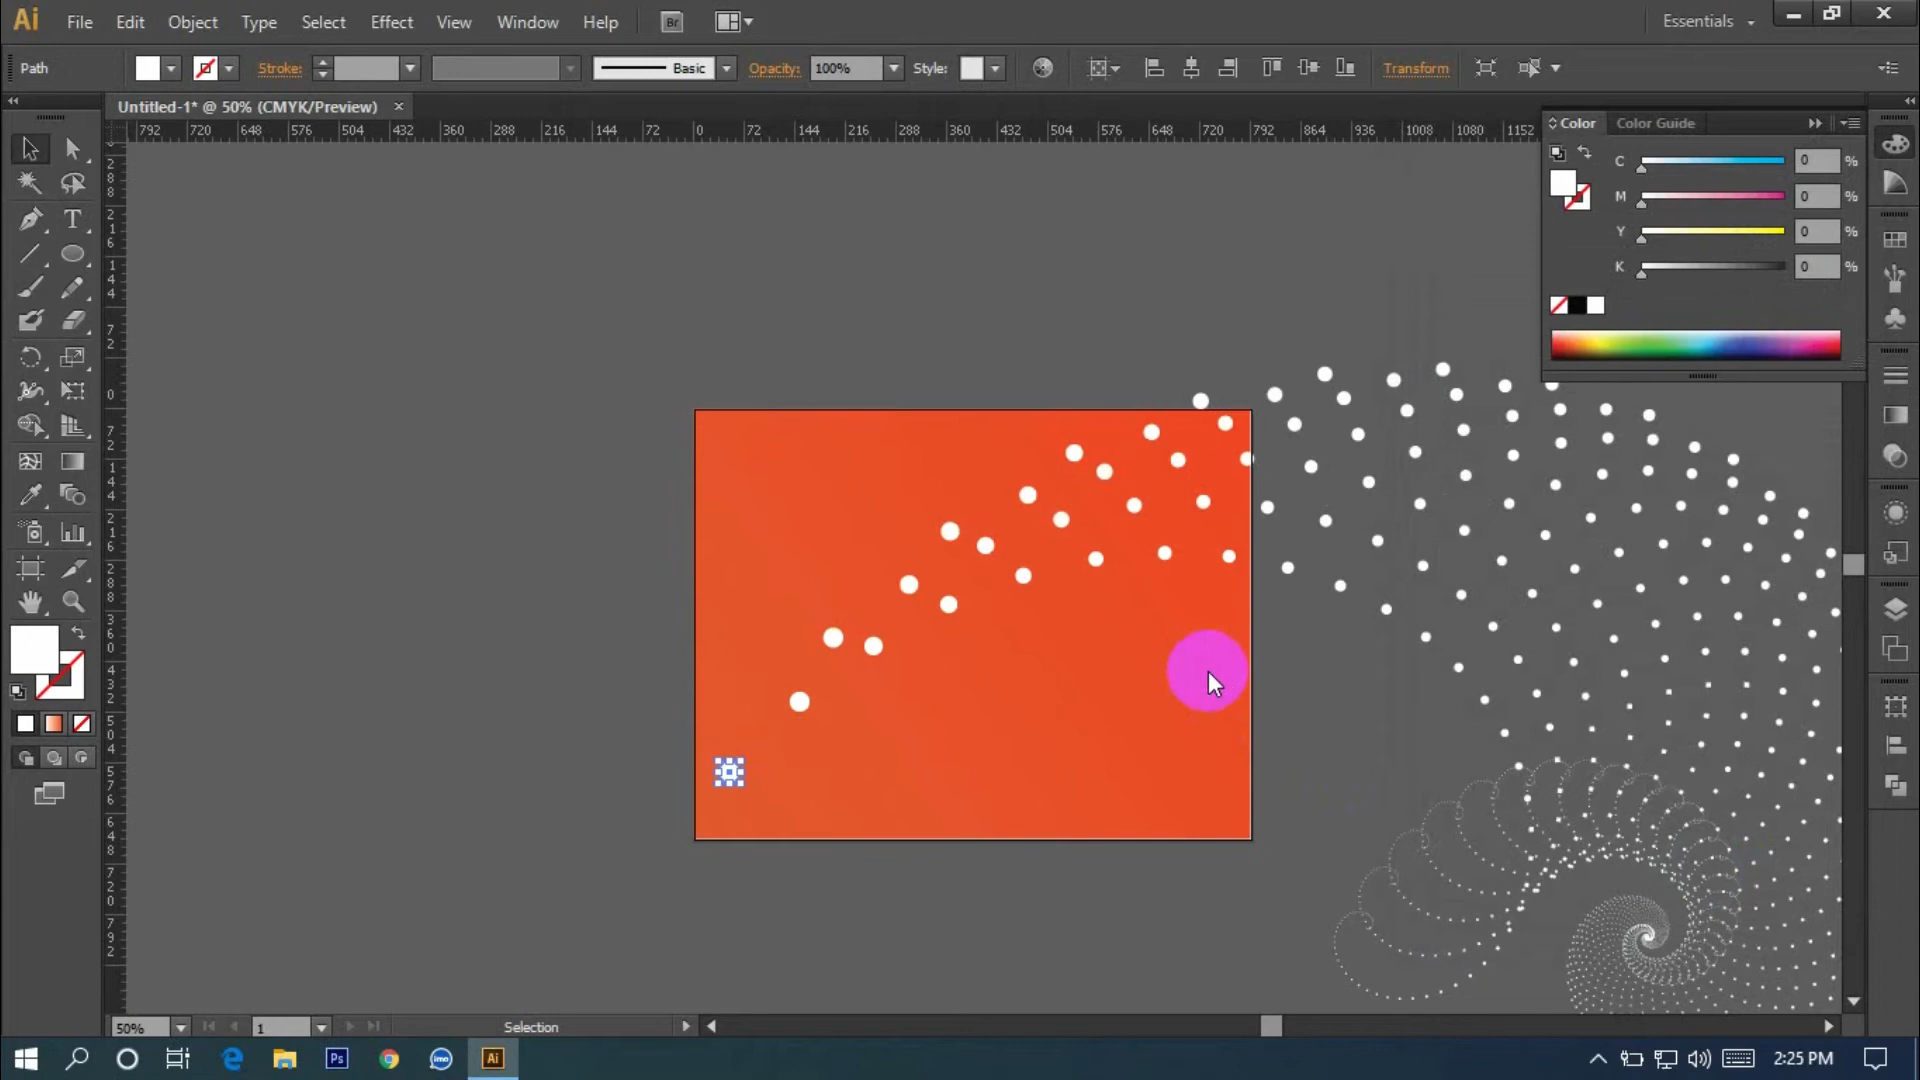 Ai File Edit Object Type Select Effect View Window Help Br Essentials
Path Stroke: Basic Opacity: 100% Style: Transform
Untitled-1* @ 50% (CMYK/Preview) ×
792 720 648 576 504 432 360 288 216 144 72 0 72 144 216 288 360 432 504 576 648 720 792 864 936 1008 1080 1152
Color Color Guide
C 0 %
M 0 %
Y 0 %
K 0 %
50% 1 Selection
Ps imo Ai 2:25 PM